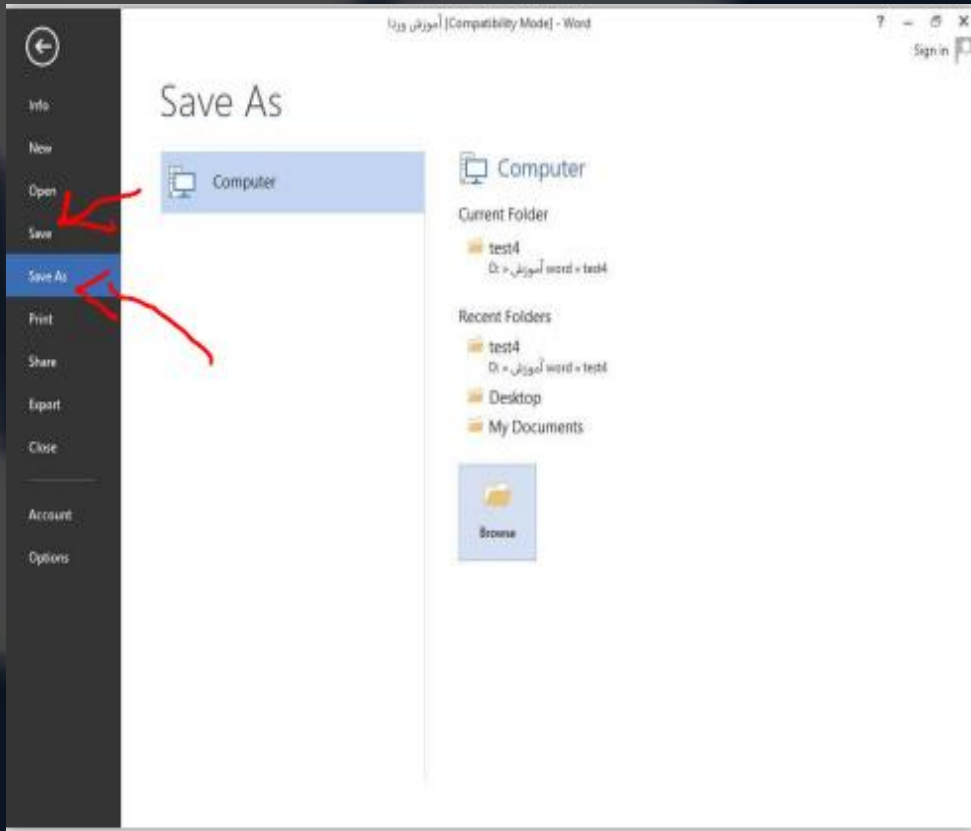 آموزش وردا [Compatibility Mode] - Word
? – X
Sign in
Info
New
Open
Save
Save As
Print
Share
Export
Close
Account
Options
Save As
Computer
Computer
Current Folder
test4
D: » آموزش word » test4
Recent Folders
test4
D: » آموزش word » test4
Desktop
My Documents
Browse